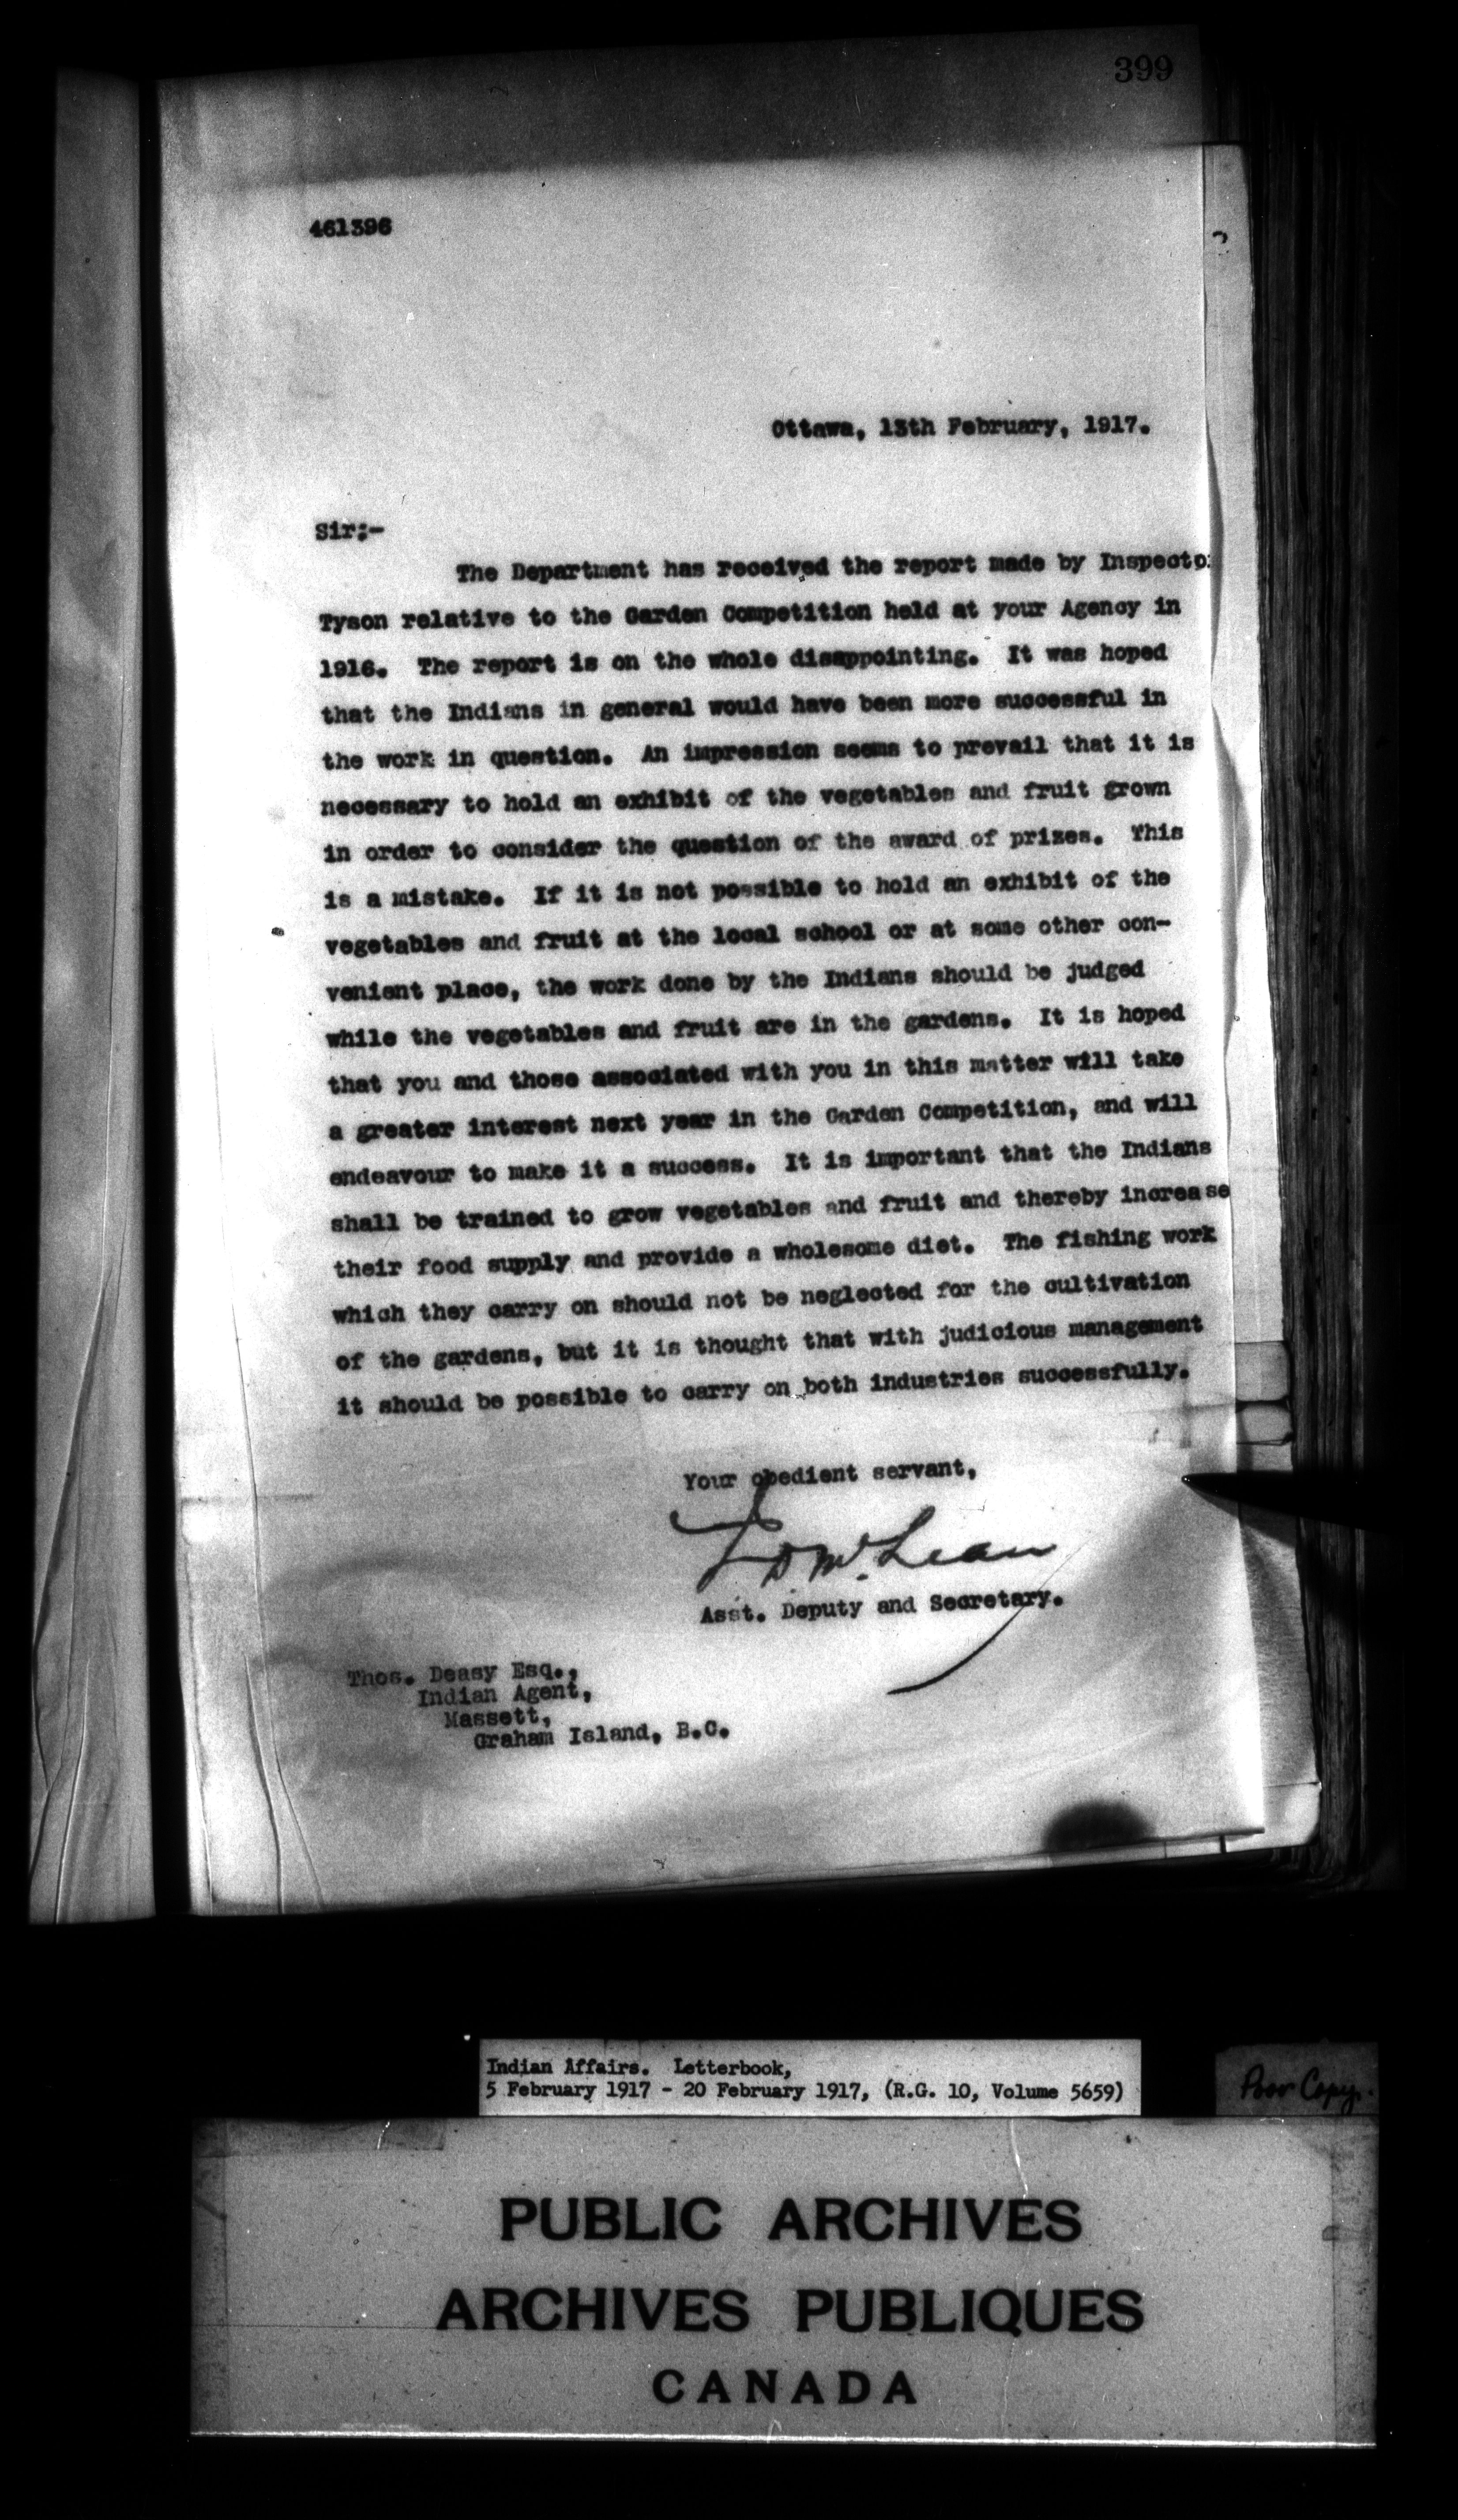 399
461396
Ottawa, 13th February, 1917.
Sir:-
The Department has received the report made by Inspector
Tyson relative to the Garden Competition held at your Agency in
1916. The report is on the whole disappointing. It was hoped
that the Indians in general would have been more successful in
the work in question. An impression seems to prevail that it is
necessary to hold an exhibit of the vegetables and fruit grown
in order to consider the question of the award of prizes. This
is a mistake. If it is not possible to hold an exhibit of the
vegetables and fruit at the local school or at some other con-
venient place, the work done by the Indians should be judged
while the vegetables and fruit are in the gardens. It is hoped
that you and those associated with you in this matter will take
a greater interest next year in the Garden Competition, and will
endeavour to make it a success. It is important that the Indians
shall be trained to grow vegetables and fruit and thereby increase
their food supply and provide a wholesome diet. The fishing work
which they carry on should not be neglected for the cultivation
of the gardens, but it is thought that with judicious management
it should be possible to carry on both industries successfully.
Your obedient servant,
J D McLean
Asst. Deputy and Secretary.
Thos. Deasy Esq.,
Indian Agent,
Massett,
Graham Island, B.C.
Indian Affairs. Letterbook,
5 February 1917 - 20 February 1917, (R.G. 10, Volume 5659)
Poor Copy.
PUBLIC ARCHIVES
ARCHIVES PUBLIQUES
CANADA